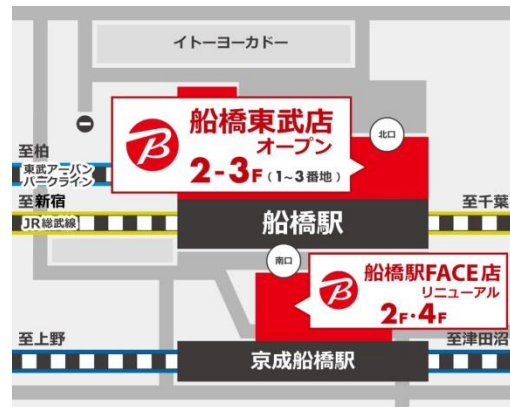 イトーヨーカドー
B
船橋東武店
オープン
2-3F(1~3番地)
北口
至柏
東武アーバン
パークライン
至新宿
JR総武線
船橋駅
至千葉
南口
B
船橋駅FACE店
リニューアル
2F・4F
至上野
京成船橋駅
至津田沼